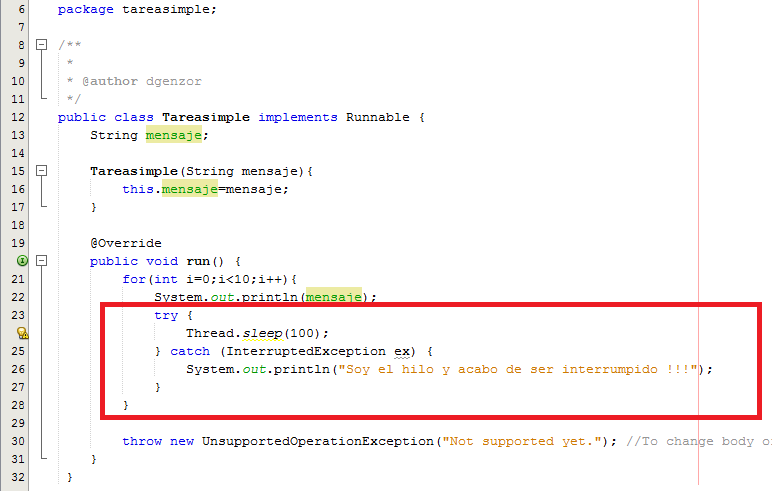 6 package tareasimple;
7
8 /**
9 *
10 * @author dgenzor
11 */
12 public class Tareasimple implements Runnable {
13 String mensaje;
14
15 Tareasimple(String mensaje){
16 this.mensaje=mensaje;
17 }
18
19 @Override
public void run() {
21 for(int i=0;i<10;i++){
22 System.out.println(mensaje);
23 try {
Thread.sleep(100);
25 } catch (InterruptedException ex) {
26 System.out.println("Soy el hilo y acabo de ser interrumpido !!!");
27 }
28 }
29
30 throw new UnsupportedOperationException("Not supported yet."); //To change body o
31 }
32 }